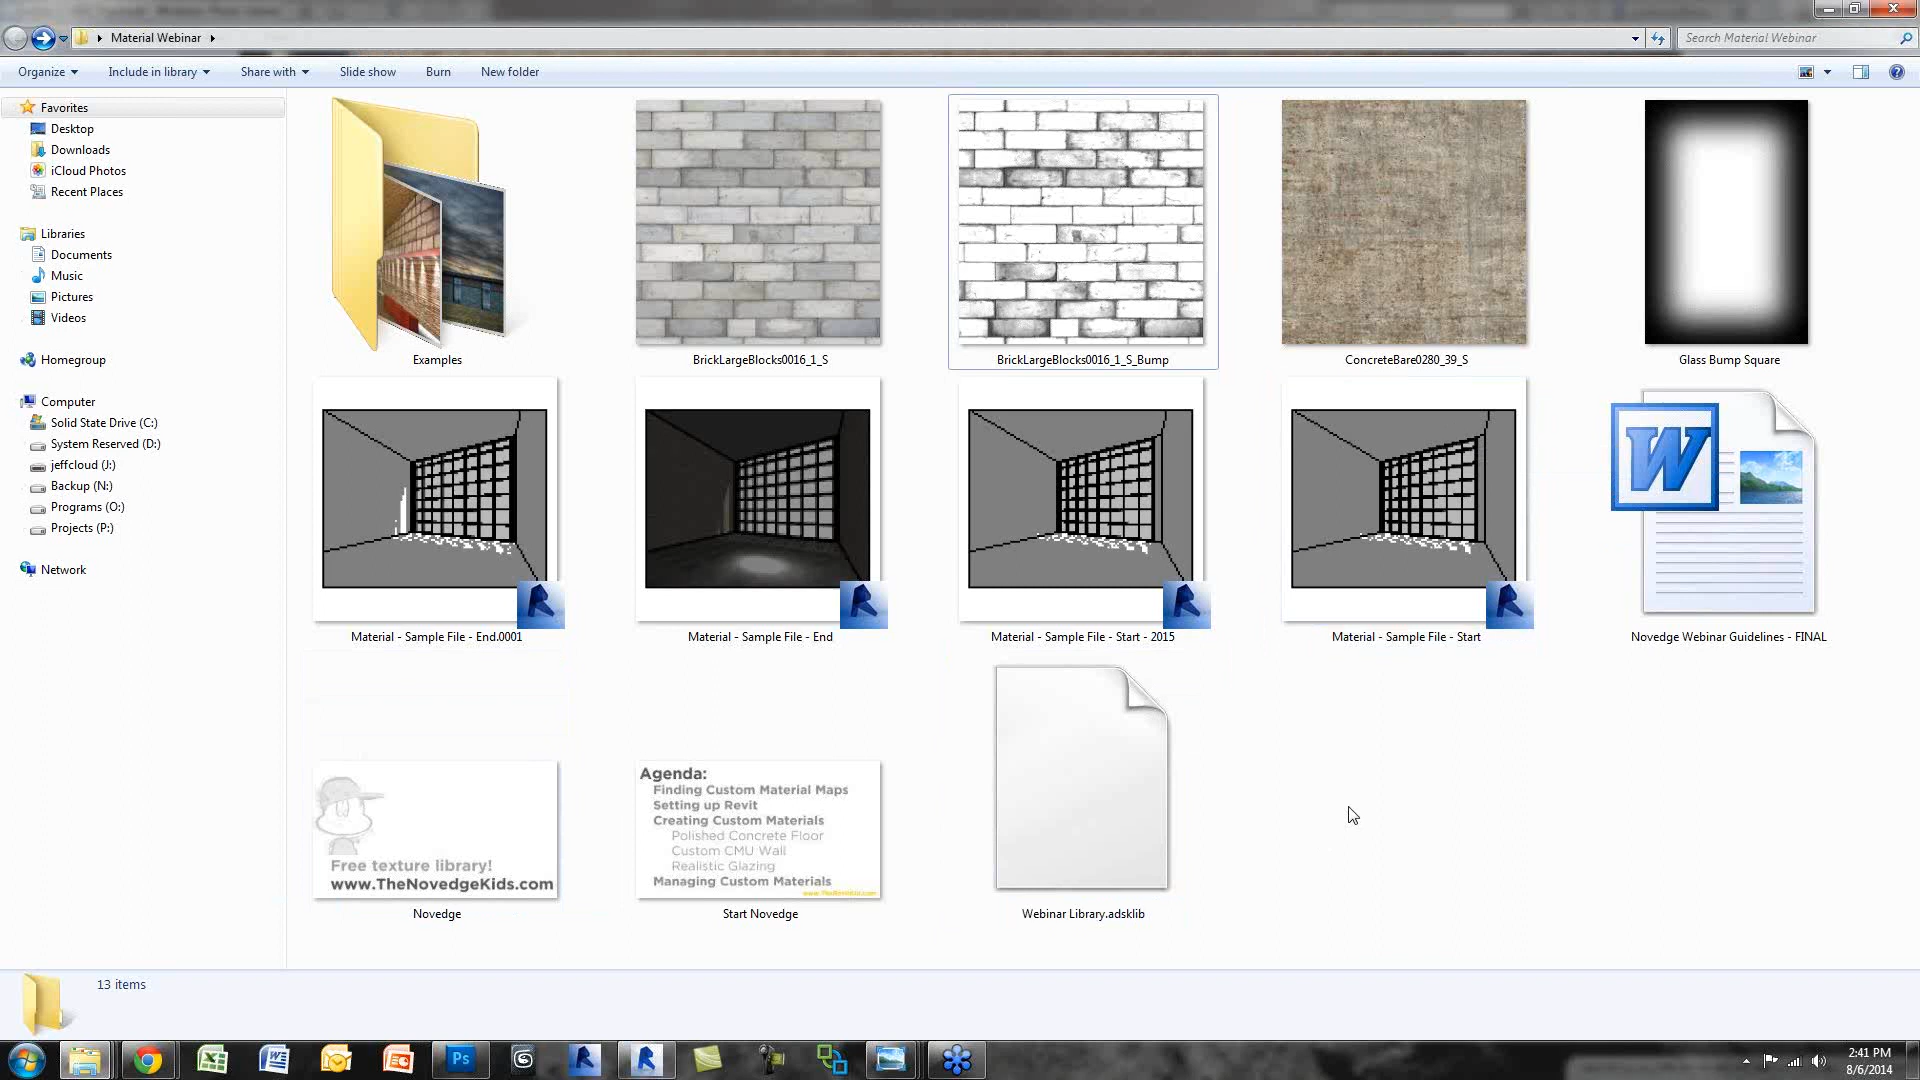 Material Webinar
Search Material Webinar
Organize
Include in library
Share with
Slide show
Burn
New folder
Favorites
Desktop
Downloads
iCloud Photos
Recent Places
Libraries
Documents
Music
Pictures
Videos
Homegroup
Computer
Solid State Drive (C:)
System Reserved (D:)
jeffcloud (J:)
Backup (N:)
Programs (O:)
Projects (P:)
Network
Examples
BrickLargeBlocks0016_1_S
BrickLargeBlocks0016_1_S_Bump
ConcreteBare0280_39_S
Glass Bump Square
Material - Sample File - End.0001
Material - Sample File - End
Material - Sample File - Start - 2015
Material - Sample File - Start
W
Novedge Webinar Guidelines - FINAL
Free texture library!
www.TheNovedgeKids.com
Novedge
Agenda:
Finding Custom Material Maps
Setting up Revit
Creating Custom Materials
Polished Concrete Floor
Custom CMU Wall
Realistic Glazing
Managing Custom Materials
Start Novedge
Webinar Library.adsklib
13 items
Ps
2:41 PM
8/6/2014